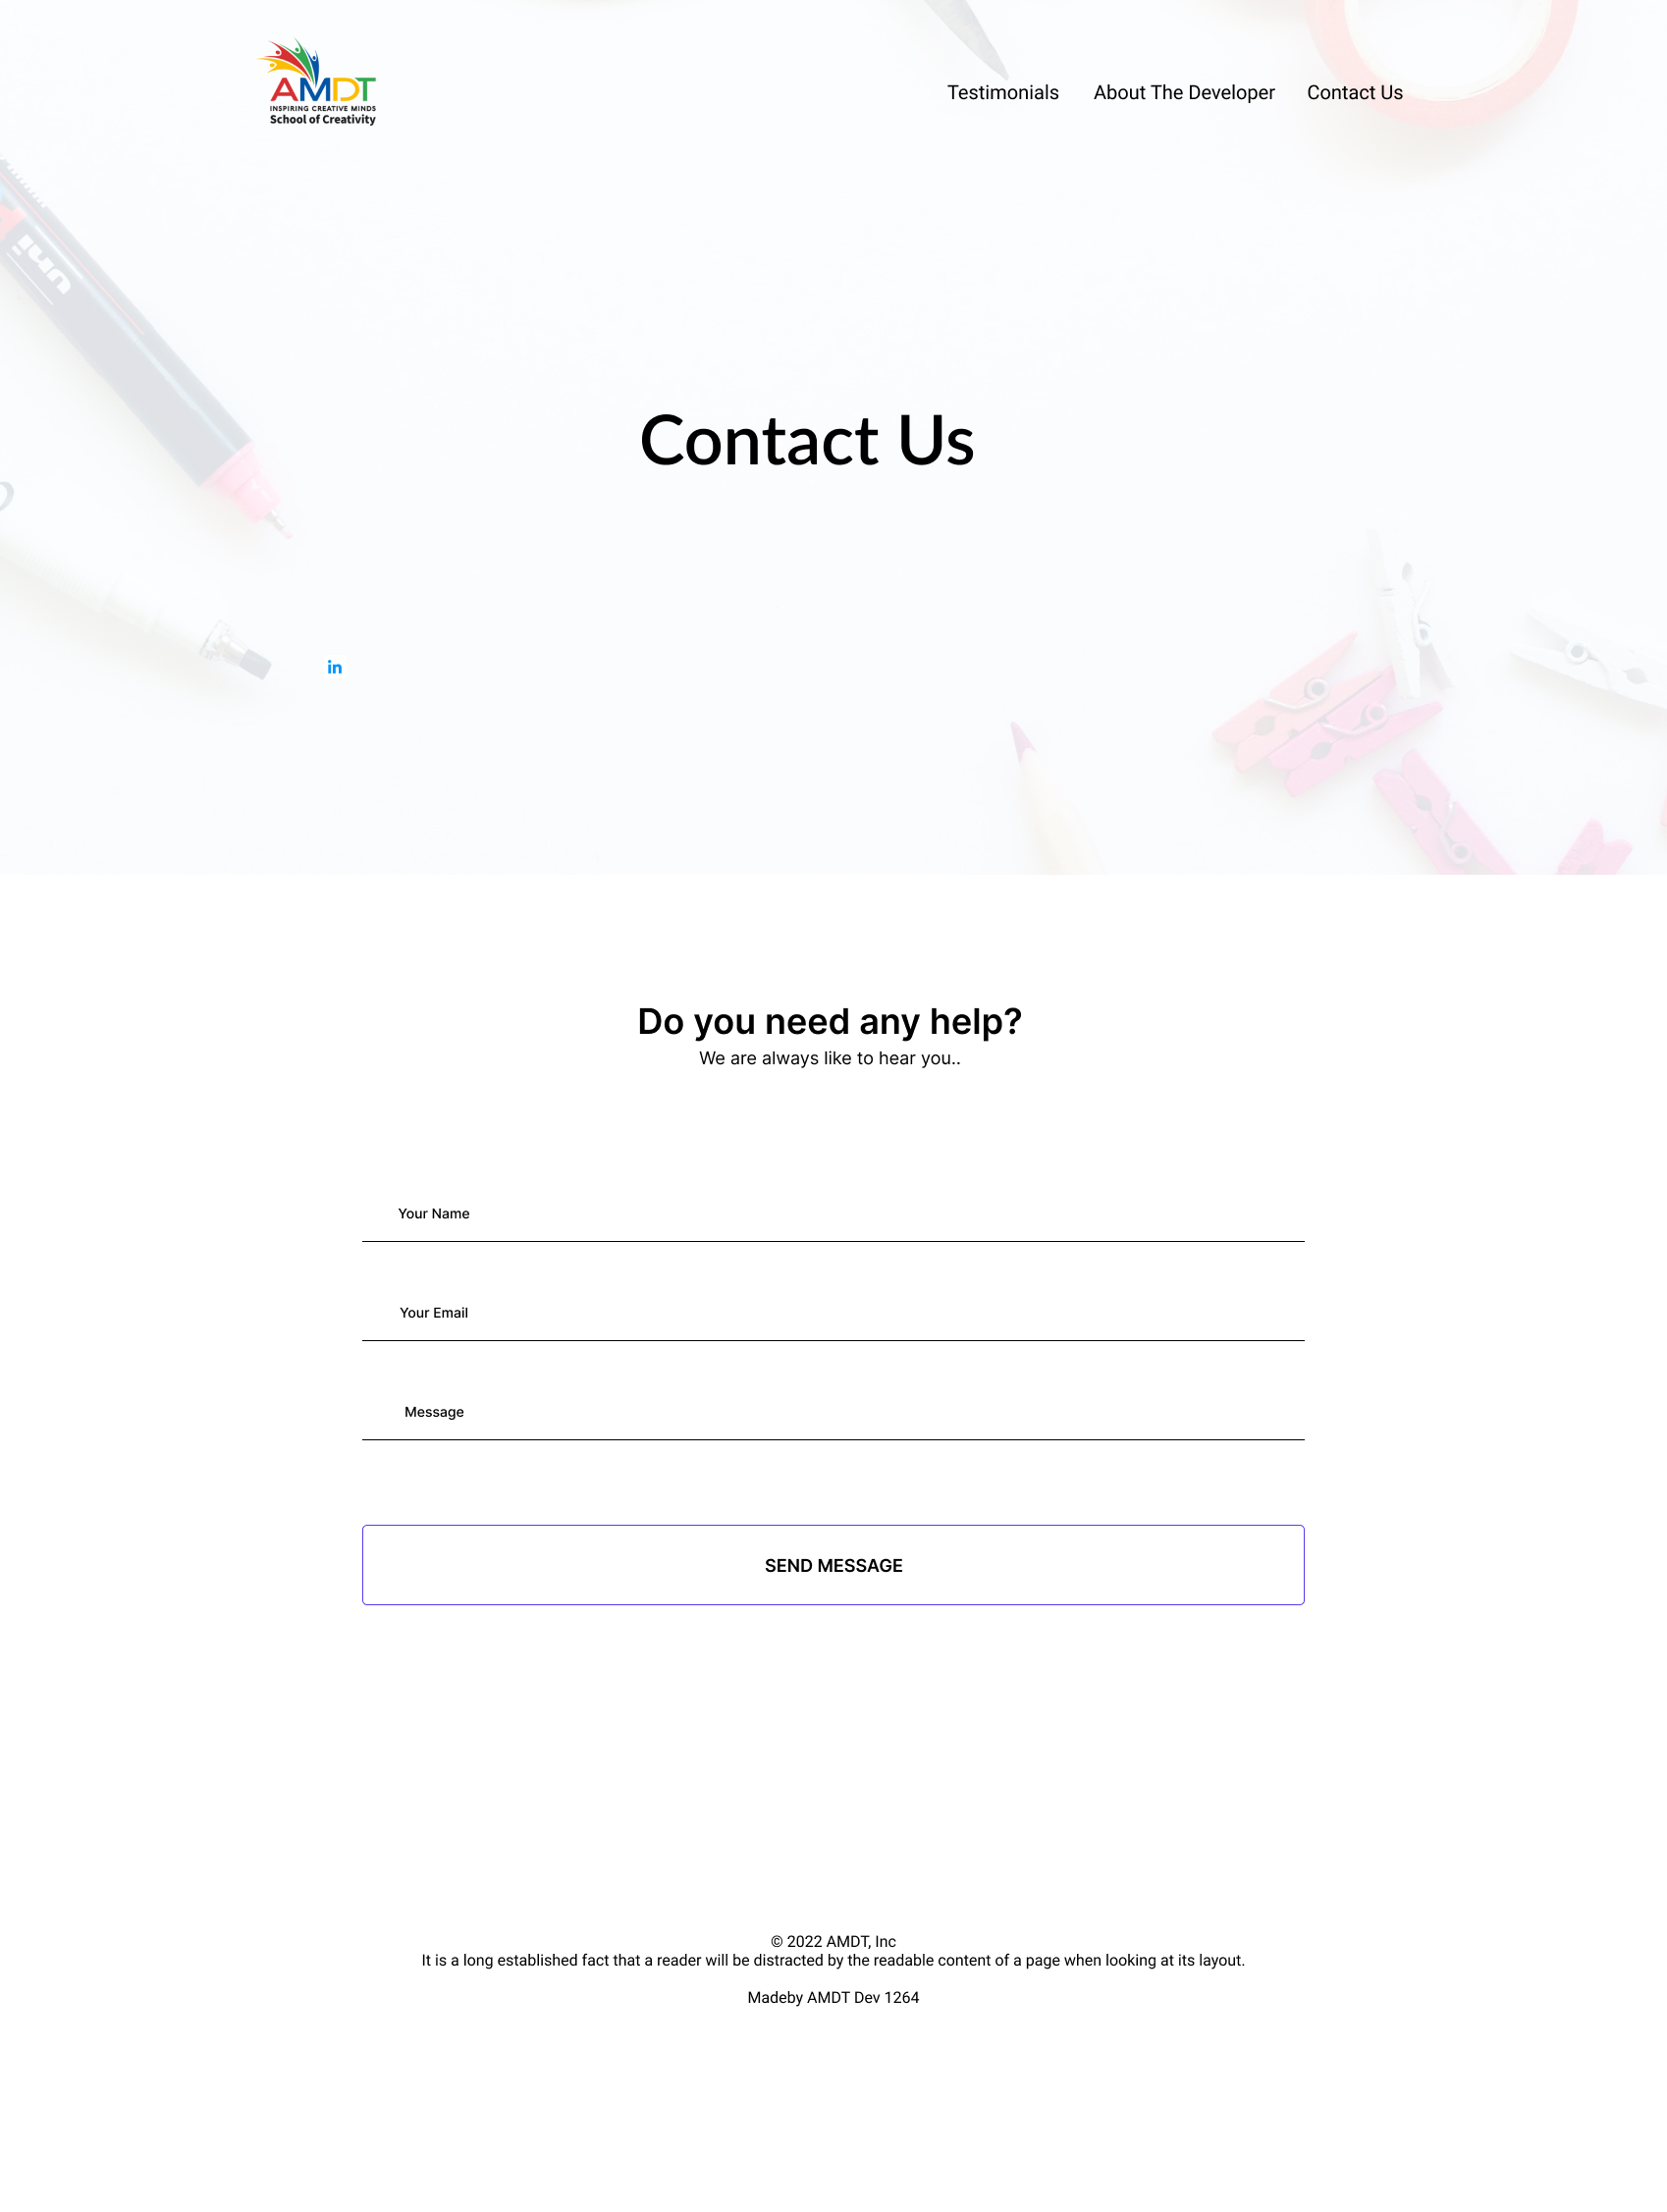 AMDT
INSPIRING CREATIVE MINDS
School of Creativity
Testimonials About The Developer Contact Us
uni
Contact Us
in
Do you need any help?
We are always like to hear you..
Your Name
Your Email
Message
SEND MESSAGE
© 2022 AMDT, Inc
It is a long established fact that a reader will be distracted by the readable content of a page when looking at its layout.
Madeby AMDT Dev 1264